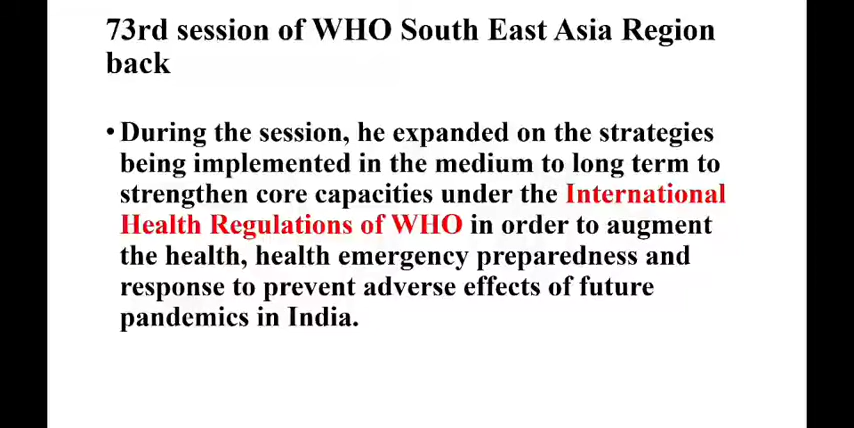 73rd session of WHO South East Asia Region
back
• During the session, he expanded on the strategies
being implemented in the medium to long term to
strengthen core capacities under the International
Health Regulations of WHO in order to augment
the health, health emergency preparedness and
response to prevent adverse effects of future
pandemics in India.